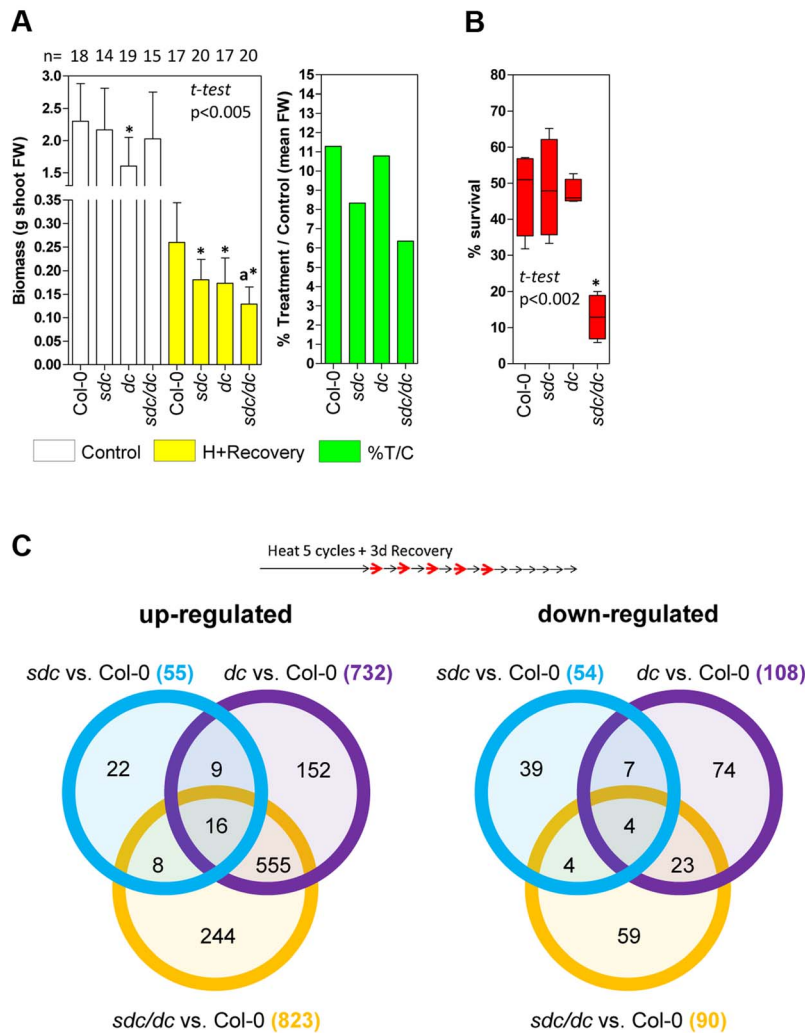 A
n= 18 14 19 15 17 20 17 20
t-test
p<0.005
Biomass (g shoot FW)
3.0
2.5
2.0
1.5
0.35
0.30
0.25
0.20
0.15
0.10
0.05
0.00
*
*
*
a*
Col-0
sdc
dc
sdc/dc
Col-0
sdc
dc
sdc/dc
% Treatment / Control (mean FW)
15
14
13
12
11
10
9
8
7
6
5
4
3
2
1
0
Col-0
sdc
dc
sdc/dc
Control
H+Recovery
%T/C
B
% survival
80
70
60
50
40
30
20
10
0
t-test
p<0.002
*
Col-0
sdc
dc
sdc/dc
C
Heat 5 cycles + 3d Recovery
up-regulated
sdc vs. Col-0 (55)
dc vs. Col-0 (732)
22
9
152
16
8
555
244
sdc/dc vs. Col-0 (823)
down-regulated
sdc vs. Col-0 (54)
dc vs. Col-0 (108)
39
7
74
4
4
23
59
sdc/dc vs. Col-0 (90)